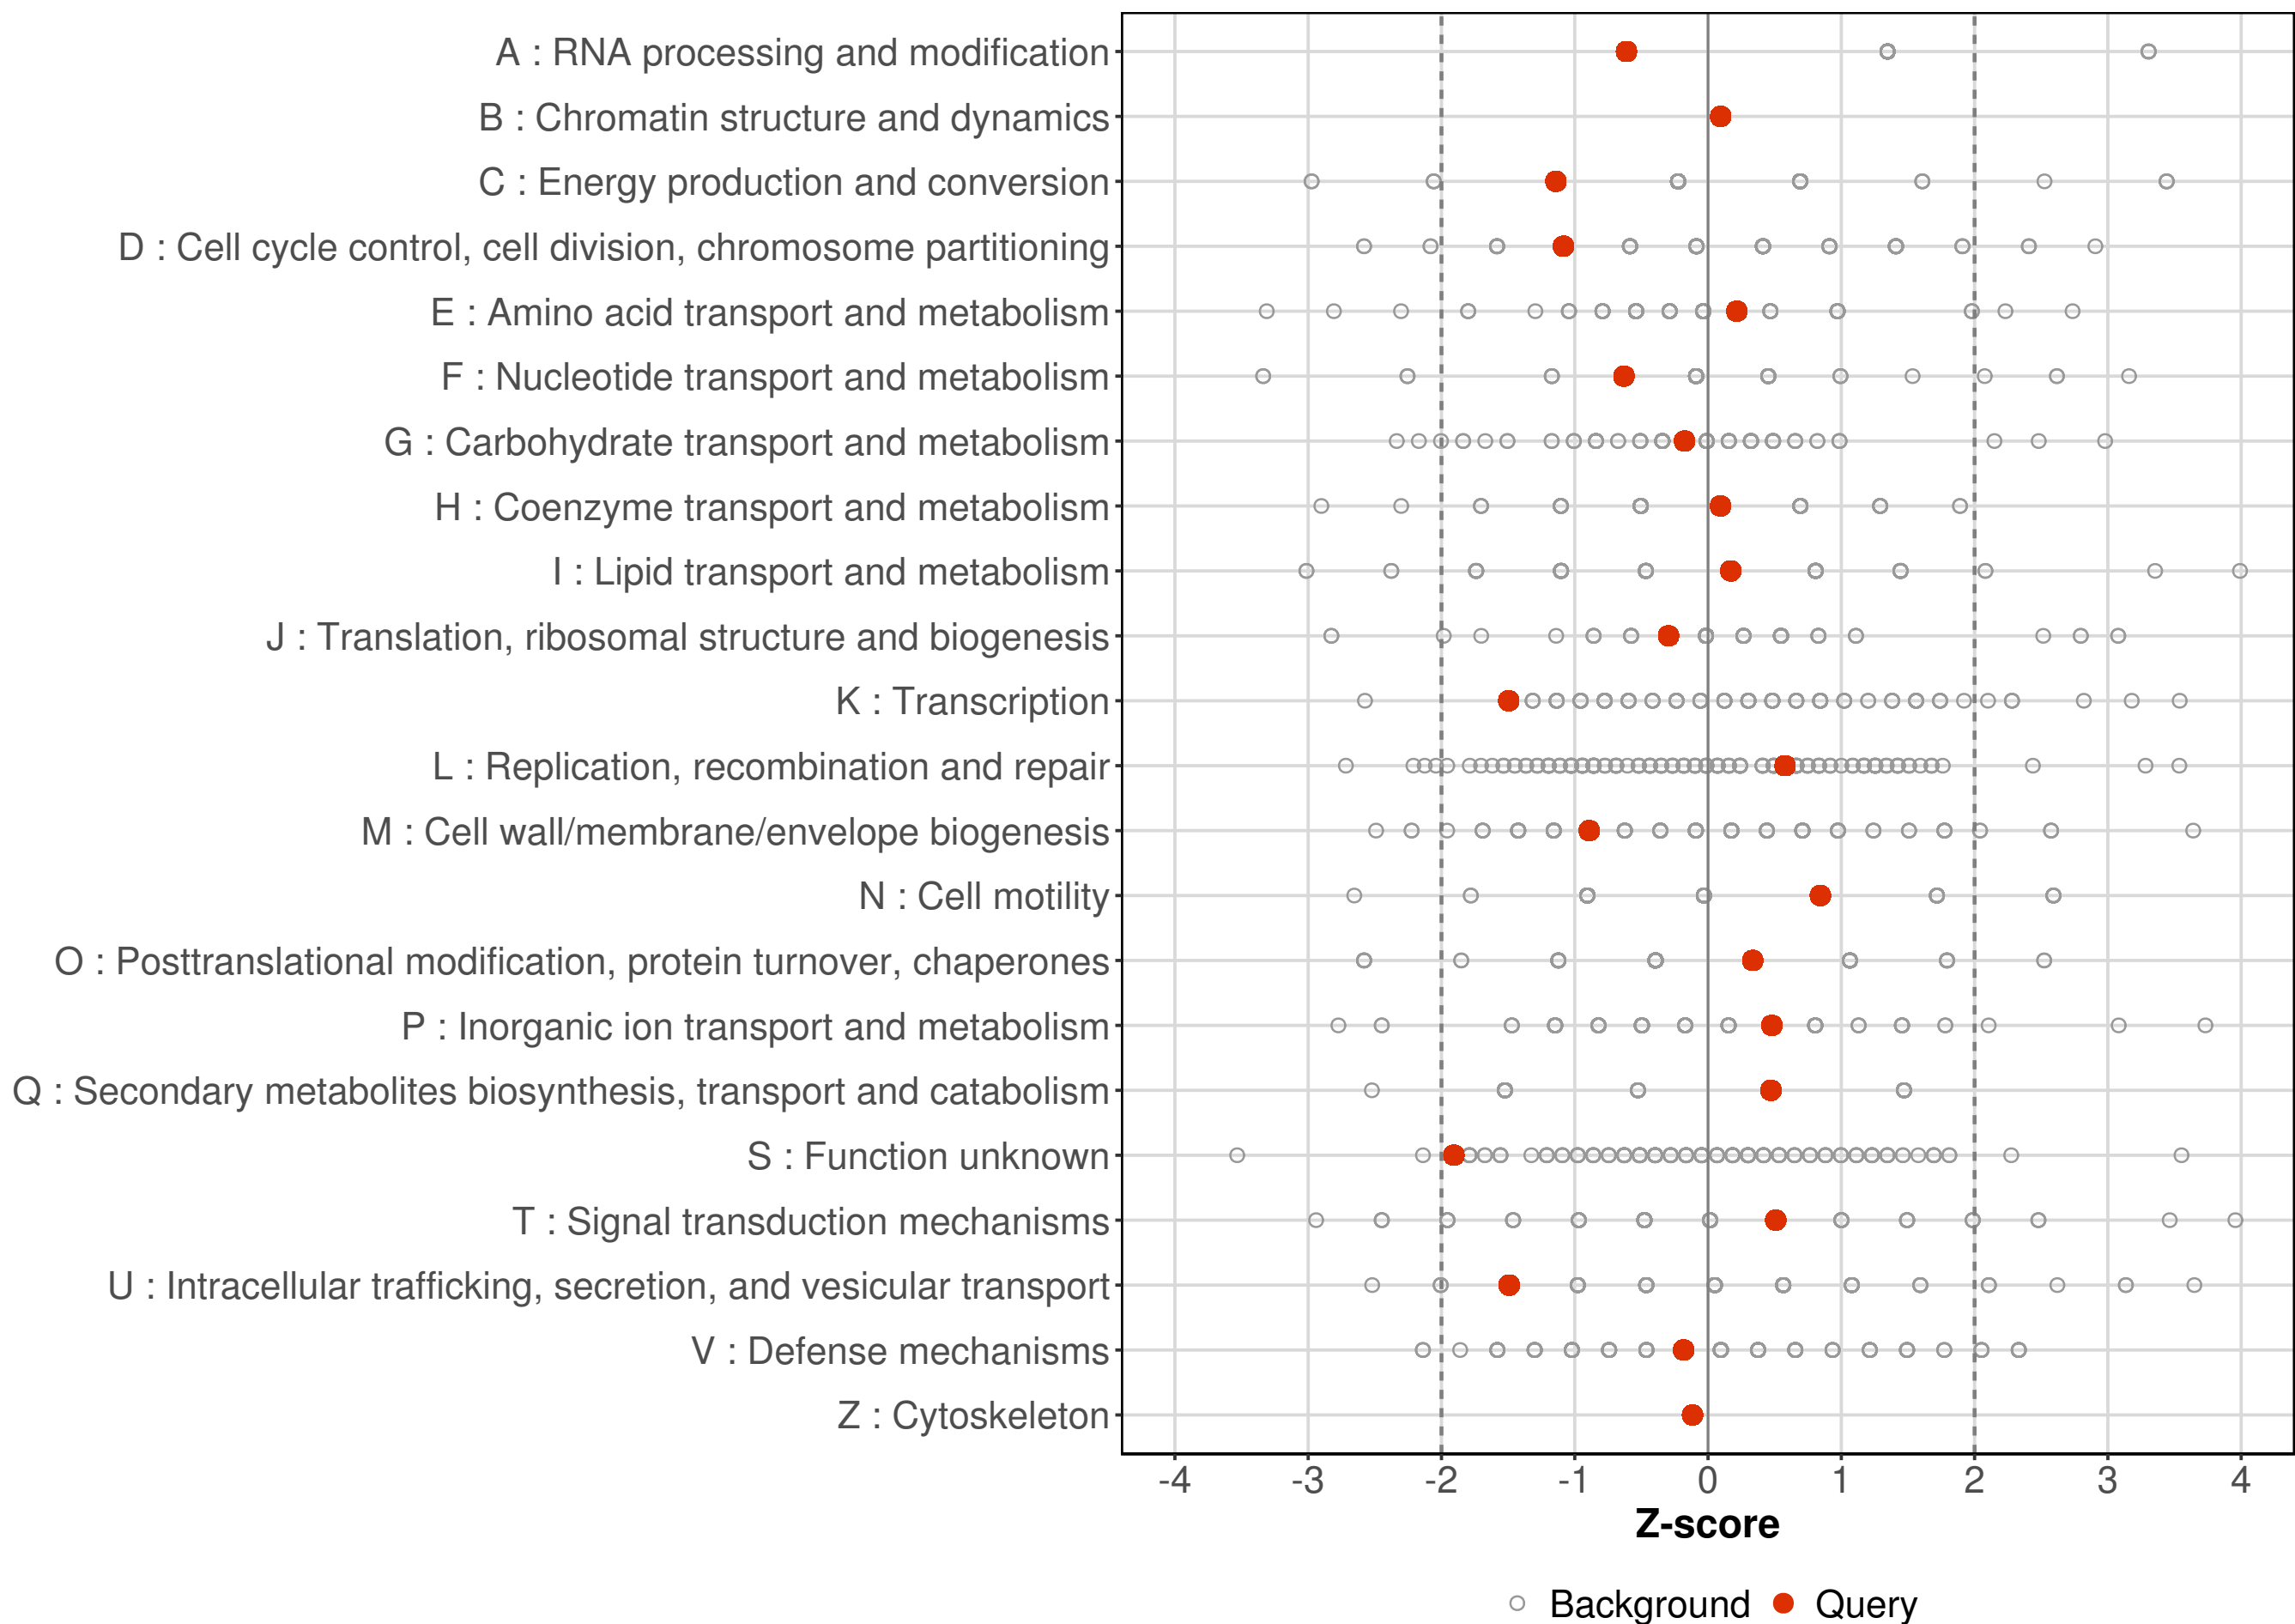 A : RNA processing and modification
B : Chromatin structure and dynamics
C : Energy production and conversion
D : Cell cycle control, cell division, chromosome partitioning
E : Amino acid transport and metabolism
F : Nucleotide transport and metabolism
G : Carbohydrate transport and metabolism
H : Coenzyme transport and metabolism
I : Lipid transport and metabolism
J : Translation, ribosomal structure and biogenesis
K : Transcription
L : Replication, recombination and repair
M : Cell wall/membrane/envelope biogenesis
N : Cell motility
O : Posttranslational modification, protein turnover, chaperones
P : Inorganic ion transport and metabolism
Q : Secondary metabolites biosynthesis, transport and catabolism
S : Function unknown
T : Signal transduction mechanisms
U : Intracellular trafficking, secretion, and vesicular transport
V : Defense mechanisms
Z : Cytoskeleton
-4 -3 -2 -1 0 1 2 3 4
Z-score
Background Query